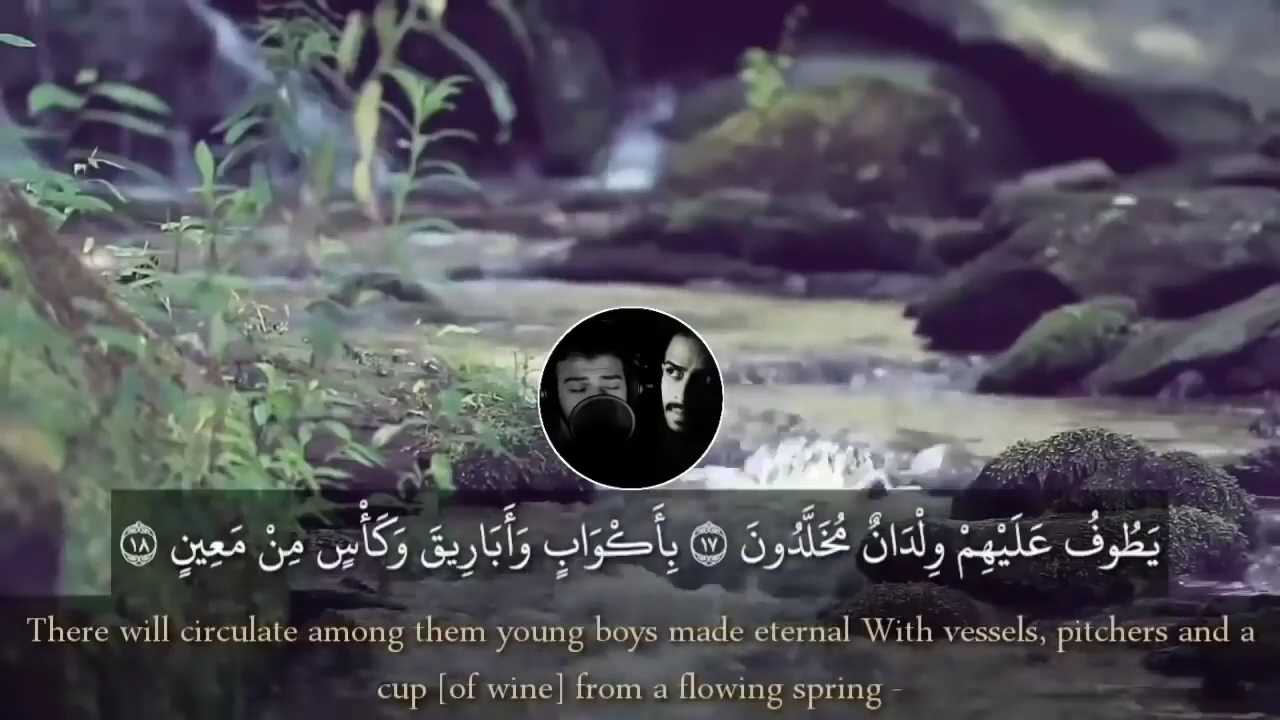 يَطُوفُ عَلَيْهِمْ وِلْدَانٌ مُخَلَّدُونَ ١٧ بِأَكْوَابٍ وَأَبَارِيقَ وَكَأْسٍ مِنْ مَعِينٍ ١٨
There will circulate among them young boys made eternal With vessels, pitchers and a
cup [of wine] from a flowing spring -